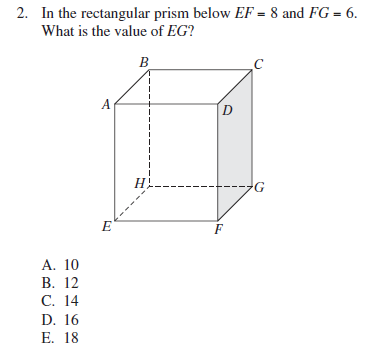 2. In the rectangular prism below EF = 8 and FG = 6.
What is the value of EG?
B
C
A
D
H
G
E
F
A. 10
B. 12
C. 14
D. 16
E. 18